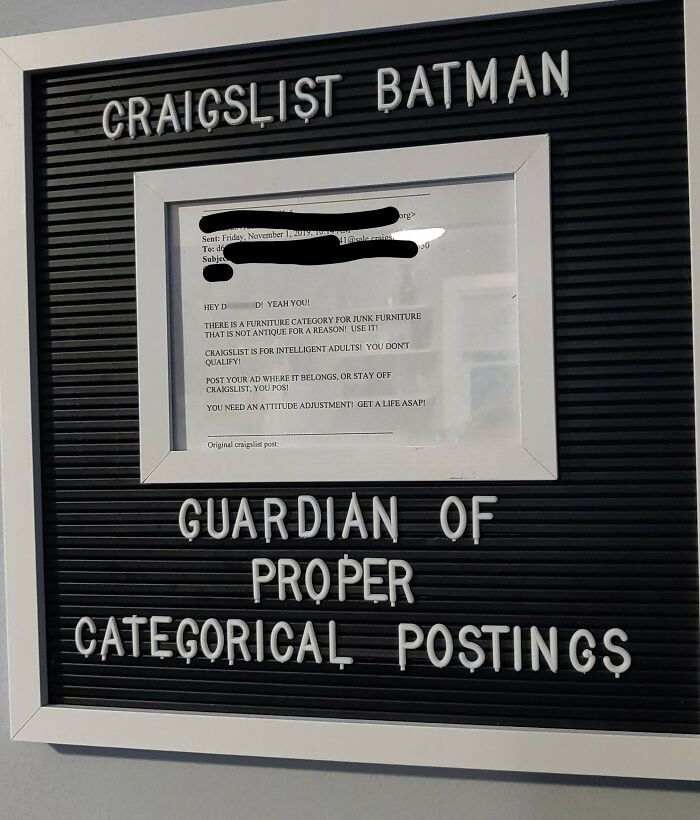 CRAIGSLIST BATMAN
org>
Sent: Friday, November 1, 2019,
To:
HEY D D! YEAH YOU!
THERE IS A FURNITURE CATEGORY FOR JUNK FURNITURE
THAT IS NOT ANTIQUE FOR A REASON! USE IT!
CRAIGSLIST IS FOR INTELLIGENT ADULTS! YOU DON'T
QUALIFY!
POST YOUR AD WHERE IT BELONGS, OR STAY OFF
CRAIGSLIST, YOU POS!
YOU NEED AN ATTITUDE ADJUSTMENT! GET A LIFE ASAP!
Original craigslist post:
GUARDIAN OF
PROPER
CATEGORICAL POSTINGS